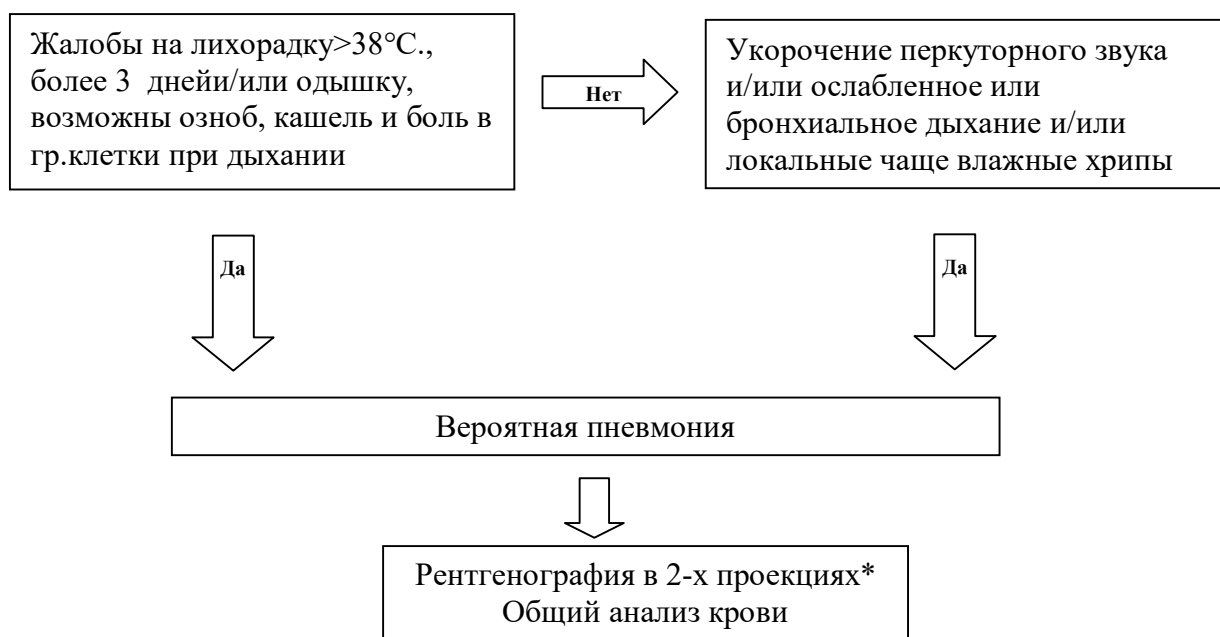 Жалобы на лихорадку>38°С.,
более 3 днейи/или одышку,
возможны озноб, кашель и боль в
гр.клетки при дыхании
Нет
Укорочение перкуторного звука
и/или ослабленное или
бронхиальное дыхание и/или
локальные чаще влажные хрипы
Да
Да
Вероятная пневмония
Рентгенография в 2-х проекциях*
Общий анализ крови